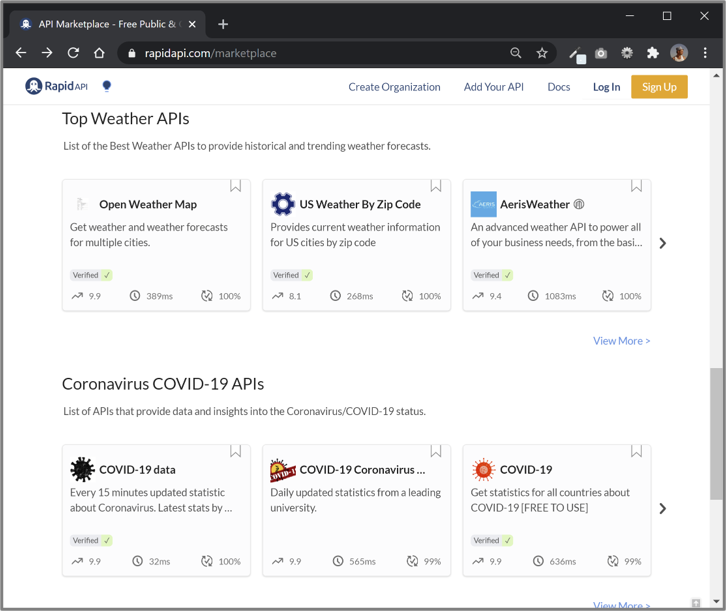 API Marketplace - Free Public &
rapidapi.com/marketplace
Rapid API
Create Organization
Add Your API
Docs
Log In
Sign Up
Top Weather APIs
List of the Best Weather APIs to provide historical and trending weather forecasts.
Open Weather Map
Get weather and weather forecasts
for multiple cities.
Verified ✓
9.9 389ms 100%
US Weather By Zip Code
Provides current weather information
for US cities by zip code
Verified ✓
8.1 268ms 100%
AERIS
AerisWeather
An advanced weather API to power all
of your business needs, from the basi...
Verified ✓
9.4 1083ms 100%
View More >
Coronavirus COVID-19 APIs
List of APIs that provide data and insights into the Coronavirus/COVID-19 status.
COVID-19 data
Every 15 minutes updated statistic
about Coronavirus. Latest stats by ...
Verified ✓
9.9 32ms 100%
COVID-19
COVID-19 Coronavirus ...
Daily updated statistics from a leading
university.
9.9 565ms 99%
COVID-19
Get statistics for all countries about
COVID-19 [FREE TO USE]
Verified ✓
9.9 636ms 99%
View More >